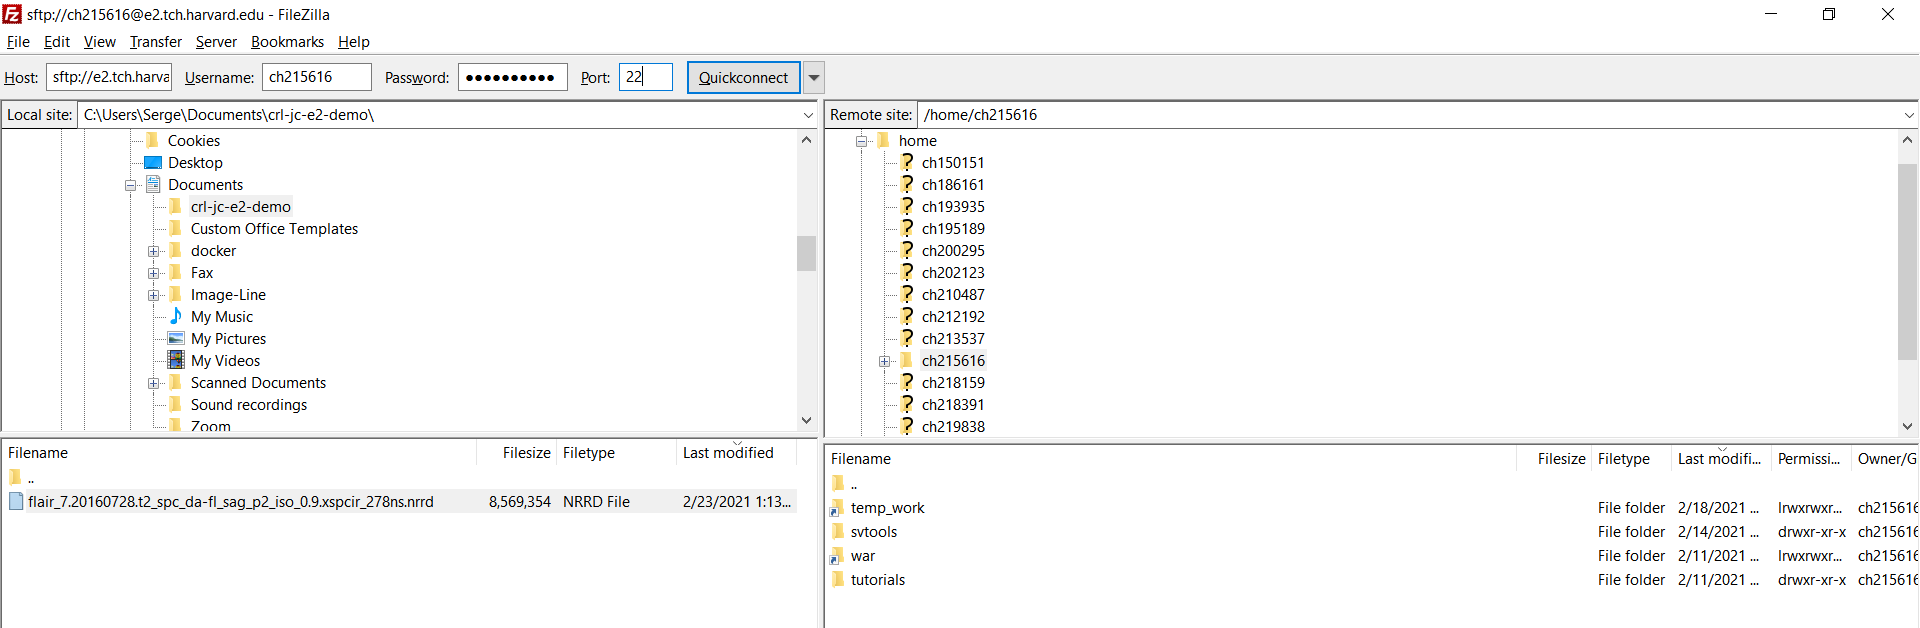 sftp://ch215616@e2.tch.harvard.edu - FileZilla
File Edit View Transfer Server Bookmarks Help
Host: sftp://e2.tch.harva Username: ch215616 Password: ●●●●●●●●●● Port: 22 Quickconnect
Local site: C:\Users\Serge\Documents\crl-jc-e2-demo\
Cookies
Desktop
Documents
crl-jc-e2-demo
Custom Office Templates
docker
Fax
Image-Line
My Music
My Pictures
My Videos
Scanned Documents
Sound recordings
Zoom
Filename Filesize Filetype Last modified
..
flair_7.20160728.t2_spc_da-fl_sag_p2_iso_0.9.xspcir_278ns.nrrd 8,569,354 NRRD File 2/23/2021 1:13...
Remote site: /home/ch215616
home
ch150151
ch186161
ch193935
ch195189
ch200295
ch202123
ch210487
ch212192
ch213537
ch215616
ch218159
ch218391
ch219838
Filename Filesize Filetype Last modifi... Permissi... Owner/G
..
temp_work File folder 2/18/2021 ... lrwxrwxr... ch215616
svtools File folder 2/14/2021 ... drwxr-xr-x ch215616
war File folder 2/11/2021 ... lrwxrwxr... ch215616
tutorials File folder 2/11/2021 ... drwxr-xr-x ch215616